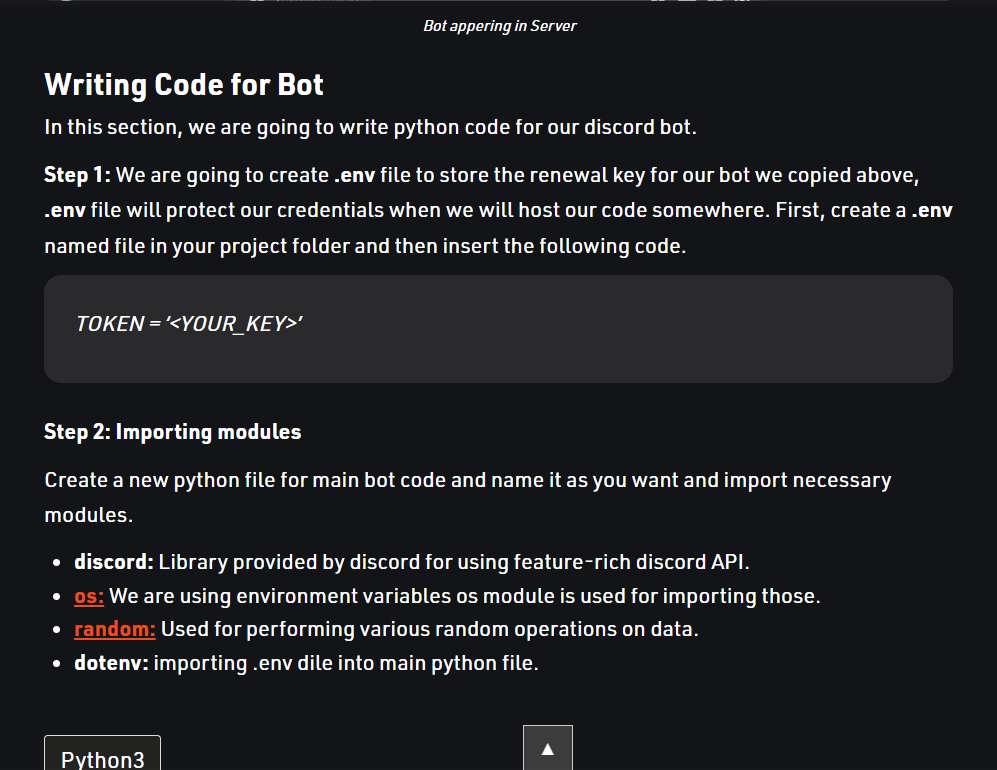 Bot appering in Server
Writing Code for Bot
In this section, we are going to write python code for our discord bot.
Step 1: We are going to create .env file to store the renewal key for our bot we copied above,
.env file will protect our credentials when we will host our code somewhere. First, create a .env
named file in your project folder and then insert the following code.
TOKEN = '<YOUR_KEY>'
Step 2: Importing modules
Create a new python file for main bot code and name it as you want and import necessary
modules.
• discord: Library provided by discord for using feature-rich discord API.
• os: We are using environment variables os module is used for importing those.
• random: Used for performing various random operations on data.
• dotenv: importing .env dile into main python file.
Python3
▲